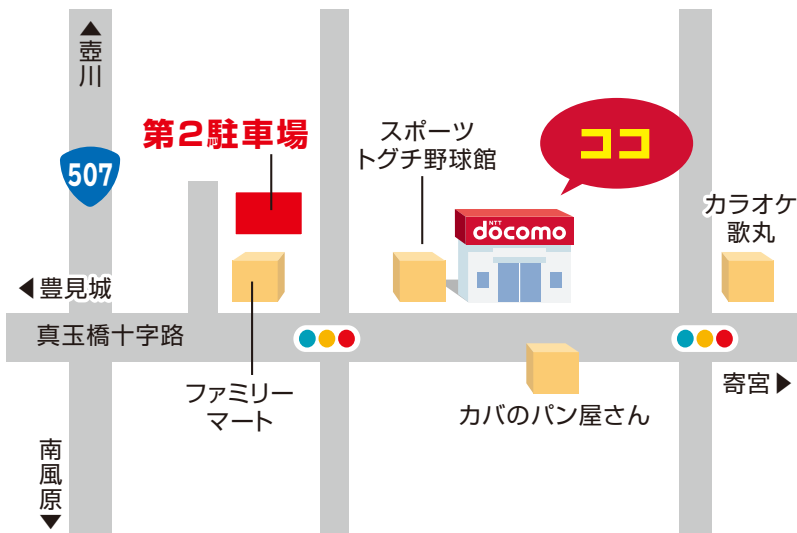 ▲
壺川
507
第2駐車場
スポーツ
トグチ野球館
ココ
NTT
docomo
カラオケ
歌丸
◀豊見城
真玉橋十字路
ファミリー
マート
カバのパン屋さん
寄宮▶
南風原
▼